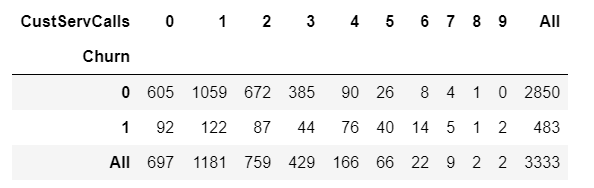 CustServCalls 0 1 2 3 4 5 6 7 8 9 All
Churn
0 605 1059 672 385 90 26 8 4 1 0 2850
1 92 122 87 44 76 40 14 5 1 2 483
All 697 1181 759 429 166 66 22 9 2 2 3333